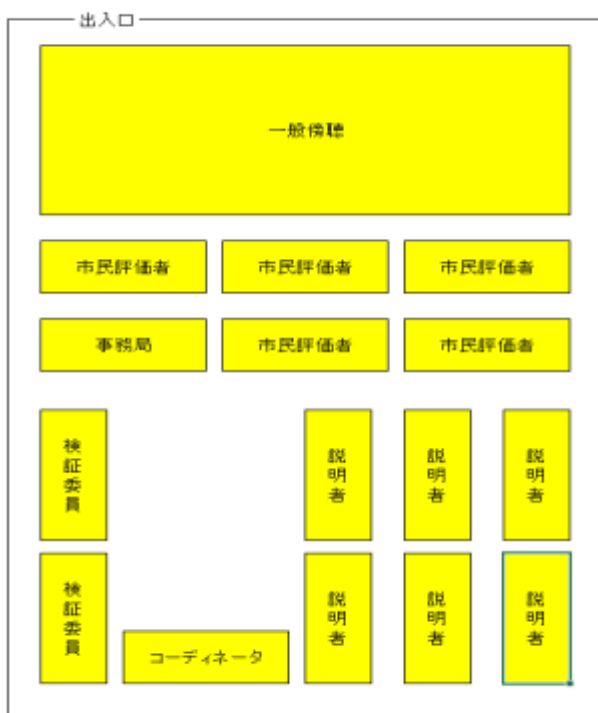 出入口
一般傍聴
市民評価者
市民評価者
市民評価者
事務局
市民評価者
市民評価者
検証委員
説明者
説明者
説明者
検証委員
コーディネータ
説明者
説明者
説明者